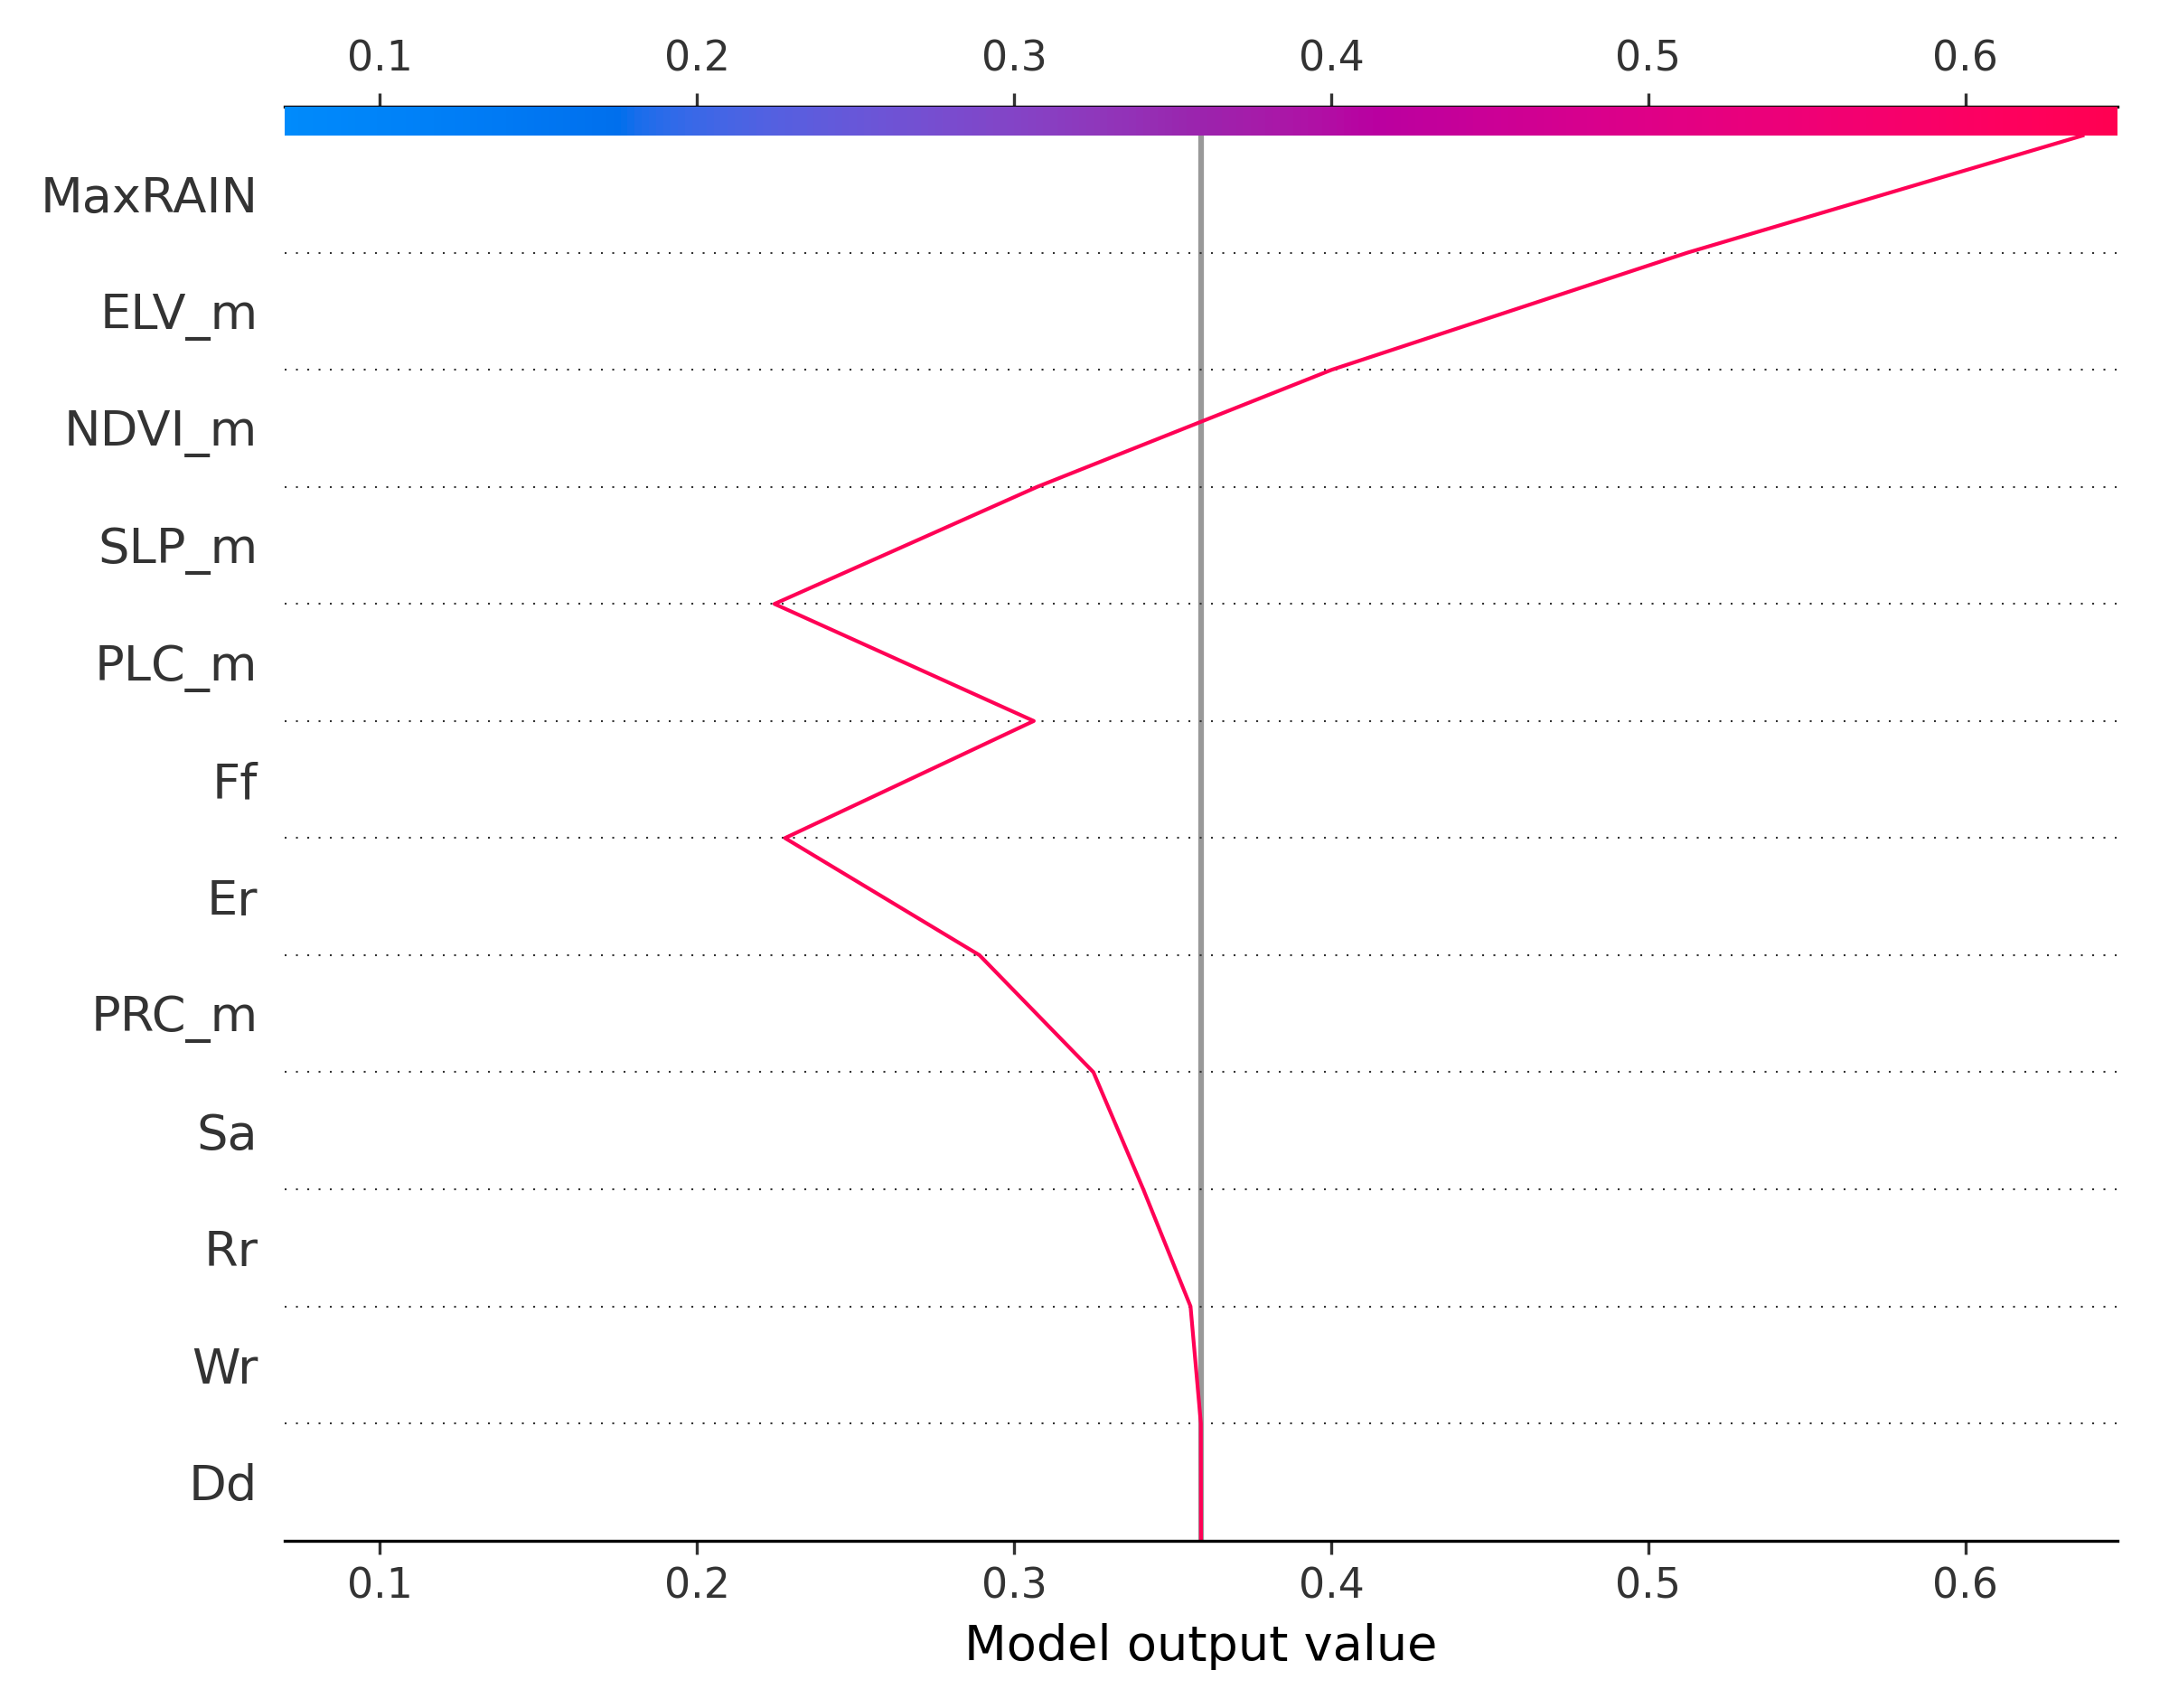 0.1 0.2 0.3 0.4 0.5 0.6
MaxRAIN
ELV_m
NDVI_m
SLP_m
PLC_m
Ff
Er
PRC_m
Sa
Rr
Wr
Dd
0.1 0.2 0.3 0.4 0.5 0.6
Model output value